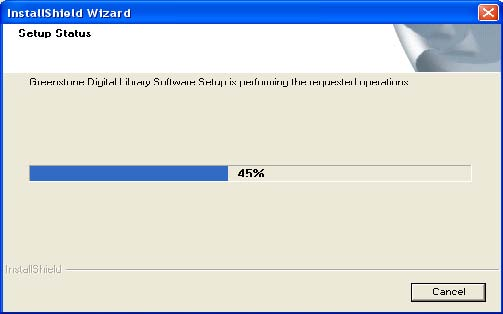 InstallShield Wizard
Setup Status
Greenstone Digital Library Software Setup is performing the requested operations
45%
InstallShield
Cancel